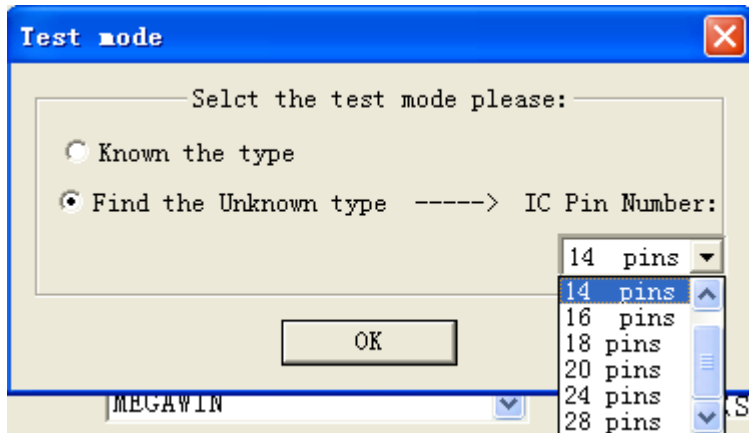 Test mode
Selct the test mode please:
Known the type
Find the Unknown type -----> IC Pin Number:
14 pins
14 pins
16 pins
18 pins
20 pins
24 pins
28 pins
OK
MEGAWIN